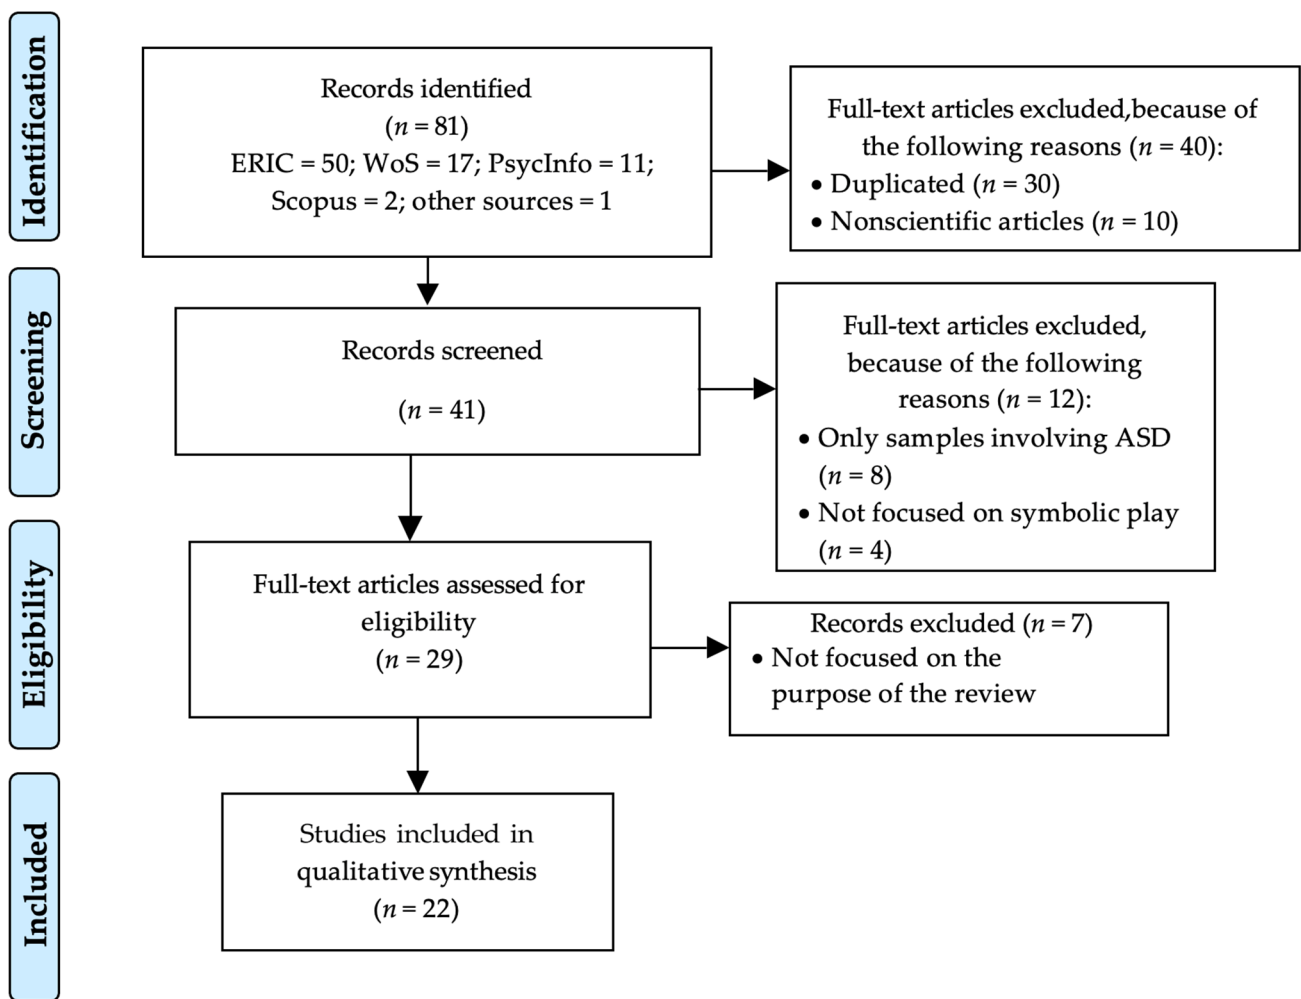 Identification
Records identified
(n = 81)
ERIC = 50; WoS = 17; PsycInfo = 11;
Scopus = 2; other sources = 1
Full-text articles excluded,because of
the following reasons (n = 40):
• Duplicated (n = 30)
• Nonscientific articles (n = 10)
Screening
Records screened
(n = 41)
Full-text articles excluded,
because of the following
reasons (n = 12):
• Only samples involving ASD
(n = 8)
• Not focused on symbolic play
(n = 4)
Eligibility
Full-text articles assessed for
eligibility
(n = 29)
Records excluded (n = 7)
• Not focused on the
purpose of the review
Included
Studies included in
qualitative synthesis
(n = 22)